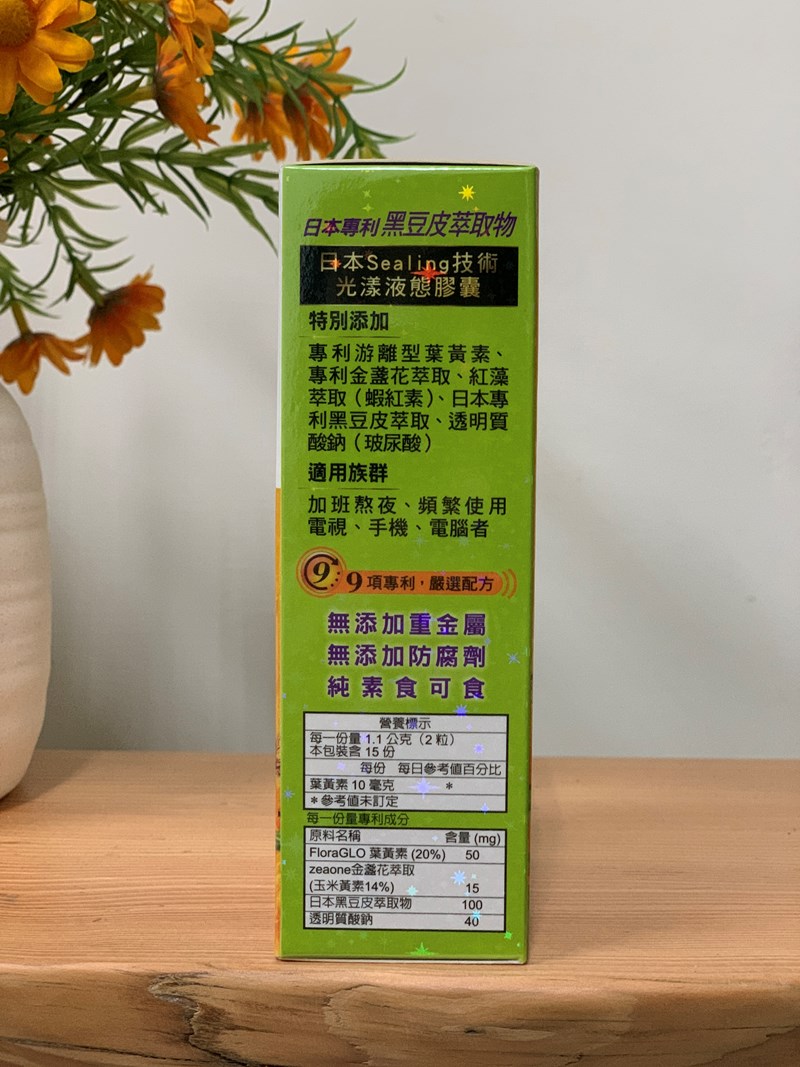 日本專利 黑豆皮萃取物
日本Sealing技術
光漾液態膠囊
特別添加
專利游離型葉黃素、
專利金盞花萃取、紅藻
萃取（蝦紅素）、日本專
利黑豆皮萃取、透明質
酸鈉（玻尿酸）
適用族群
加班熬夜、頻繁使用
電視、手機、電腦者
9 9項專利，嚴選配方
無添加重金屬
無添加防腐劑
純素食可食
營養標示
每一份量 1.1 公克（2 粒）
本包裝含 15 份
每份 每日參考值百分比
葉黃素 10 毫克 *
*參考值未訂定
每一份量專利成分
原料名稱 含量 (mg)
FloraGLO 葉黃素 (20%) 50
zeaone金盞花萃取
(玉米黃素14%) 15
日本黑豆皮萃取物 100
透明質酸鈉 40